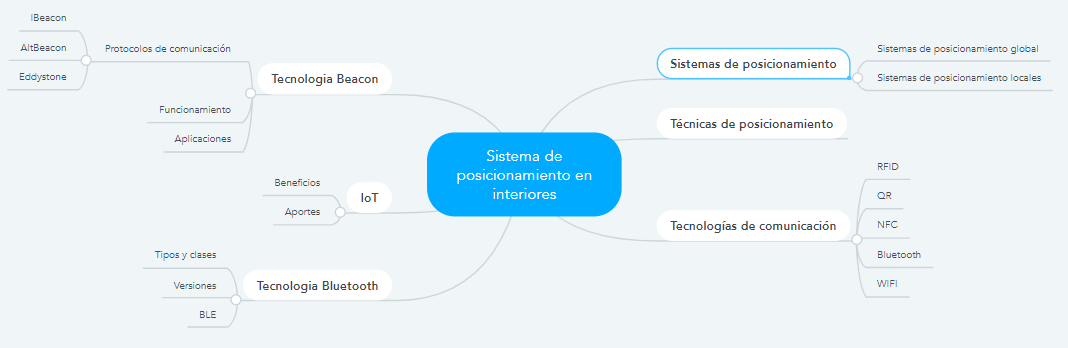 IBeacon
AltBeacon
Eddystone
Protocolos de comunicación
Tecnologia Beacon
Funcionamiento
Aplicaciones
Beneficios
Aportes
IoT
Tipos y clases
Versiones
BLE
Tecnologia Bluetooth
Sistema de
posicionamiento en
interiores
Sistemas de posicionamiento
Sistemas de posicionamiento global
Sistemas de posicionamiento locales
Técnicas de posicionamiento
Tecnologías de comunicación
RFID
QR
NFC
Bluetooth
WIFI